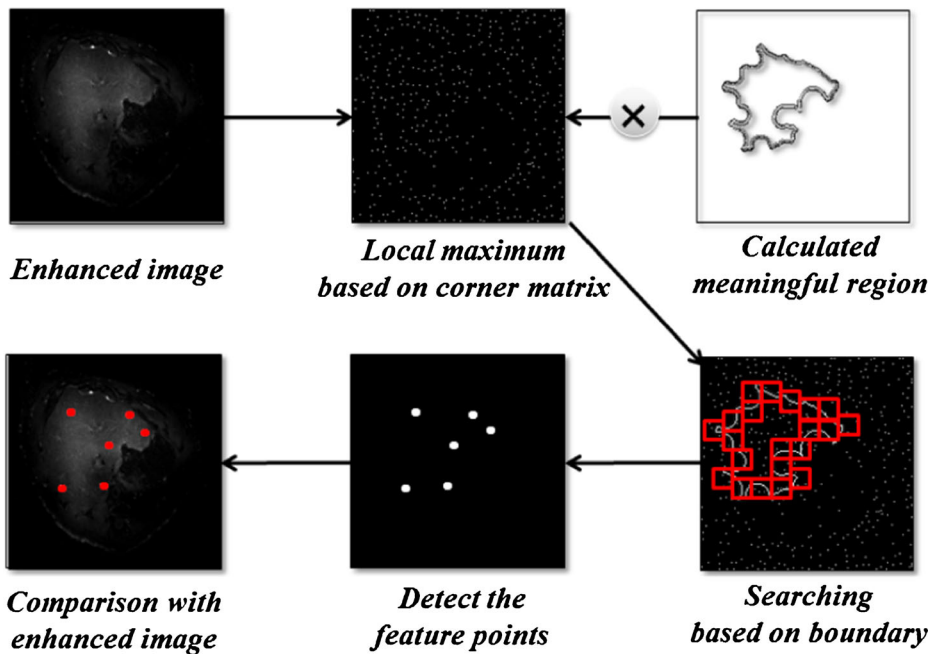 Enhanced image
Local maximum
based on corner matrix
Calculated
meaningful region
Comparison with
enhanced image
Detect the
feature points
Searching
based on boundary